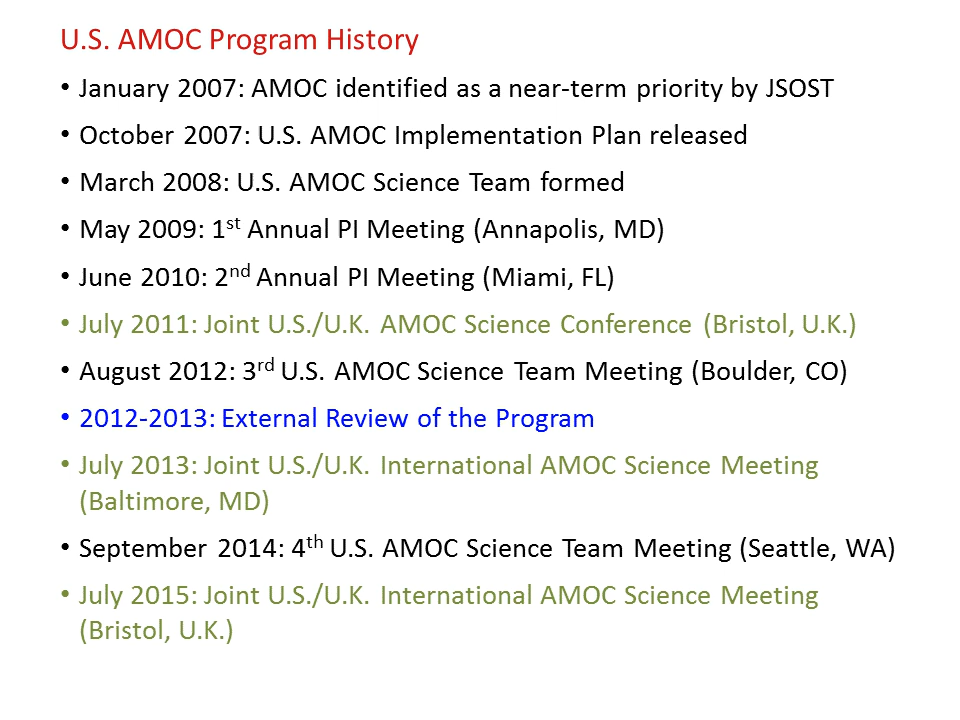 U.S. AMOC Program History
• January 2007: AMOC identified as a near-term priority by JSOST
• October 2007: U.S. AMOC Implementation Plan released
• March 2008: U.S. AMOC Science Team formed
• May 2009: 1st Annual PI Meeting (Annapolis, MD)
• June 2010: 2nd Annual PI Meeting (Miami, FL)
• July 2011: Joint U.S./U.K. AMOC Science Conference (Bristol, U.K.)
• August 2012: 3rd U.S. AMOC Science Team Meeting (Boulder, CO)
• 2012-2013: External Review of the Program
• July 2013: Joint U.S./U.K. International AMOC Science Meeting
(Baltimore, MD)
• September 2014: 4th U.S. AMOC Science Team Meeting (Seattle, WA)
• July 2015: Joint U.S./U.K. International AMOC Science Meeting
(Bristol, U.K.)